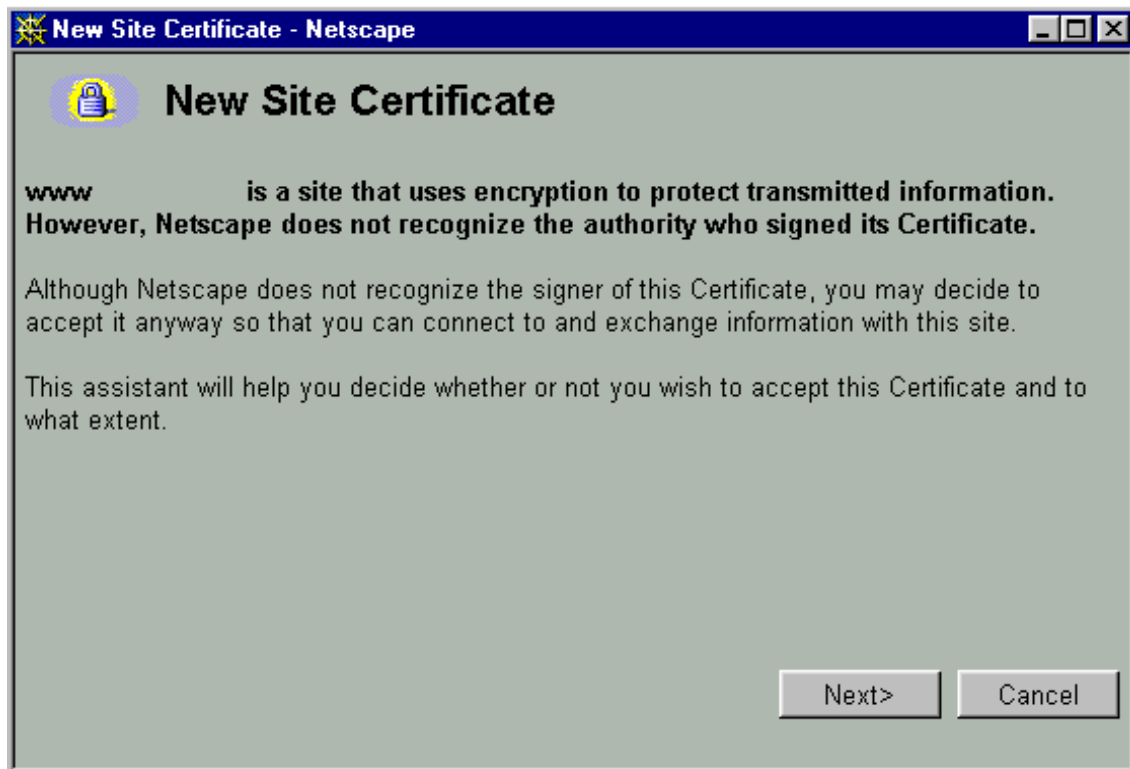 New Site Certificate - Netscape
New Site Certificate
www is a site that uses encryption to protect transmitted information.
However, Netscape does not recognize the authority who signed its Certificate.
Although Netscape does not recognize the signer of this Certificate, you may decide to
accept it anyway so that you can connect to and exchange information with this site.
This assistant will help you decide whether or not you wish to accept this Certificate and to
what extent.
Next> Cancel